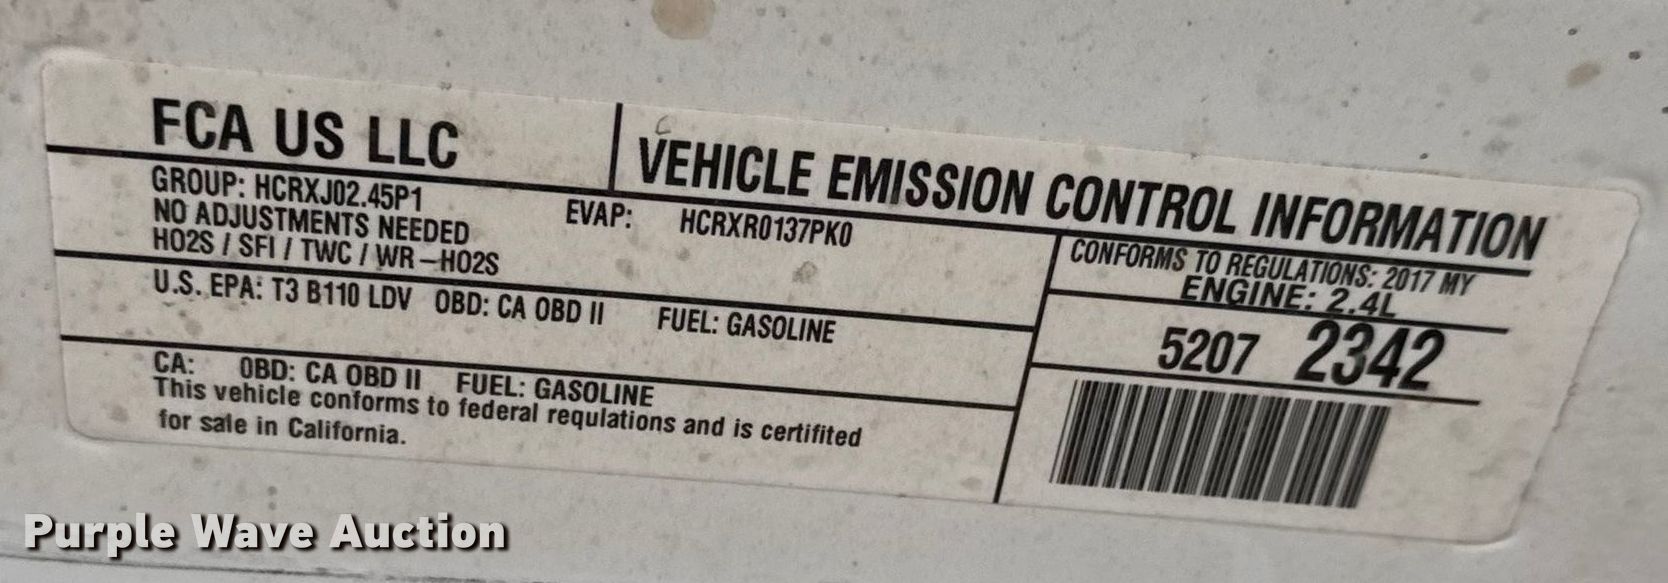 FCA US LLC
VEHICLE EMISSION CONTROL INFORMATION
GROUP: HCRXJ02.45P1
EVAP: HCRXR0137PK0
NO ADJUSTMENTS NEEDED
HO2S / SFI / TWC / WR-HO2S
CONFORMS TO REGULATIONS: 2017 MY
ENGINE: 2.4L
U.S. EPA: T3 B110 LDV OBD: CA OBD II FUEL: GASOLINE
5207 2342
CA: OBD: CA OBD II FUEL: GASOLINE
This vehicle conforms to federal requlations and is certifited
for sale in California.
Purple Wave Auction